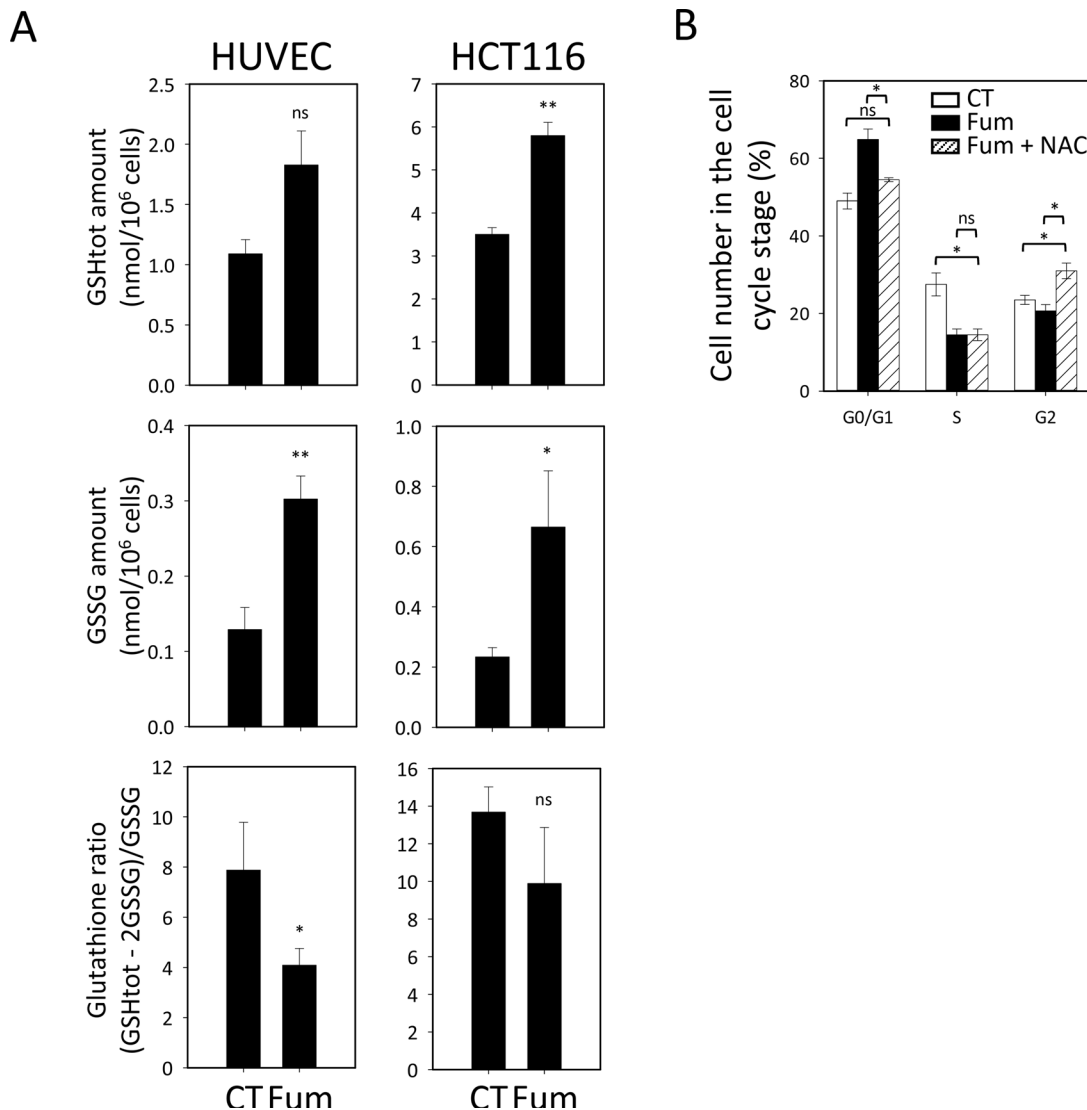 A
HUVEC
HCT116
GSHtot amount
(nmol/10⁶ cells)
2.5
2.0
1.5
1.0
0.5
0.0
ns
7
6
5
4
3
2
1
0
**
GSSG amount
(nmol/10⁶ cells)
0.4
0.3
0.2
0.1
0.0
**
1.0
0.8
0.6
0.4
0.2
0.0
*
Glutathione ratio
(GSHtot - 2GSSG)/GSSG
12
10
8
6
4
2
0
*
16
14
12
10
8
6
4
2
0
ns
CT Fum
CT Fum
B
Cell number in the cell
cycle stage (%)
80
60
40
20
0
*
ns
CT
Fum
Fum + NAC
ns
*
*
*
G0/G1
S
G2